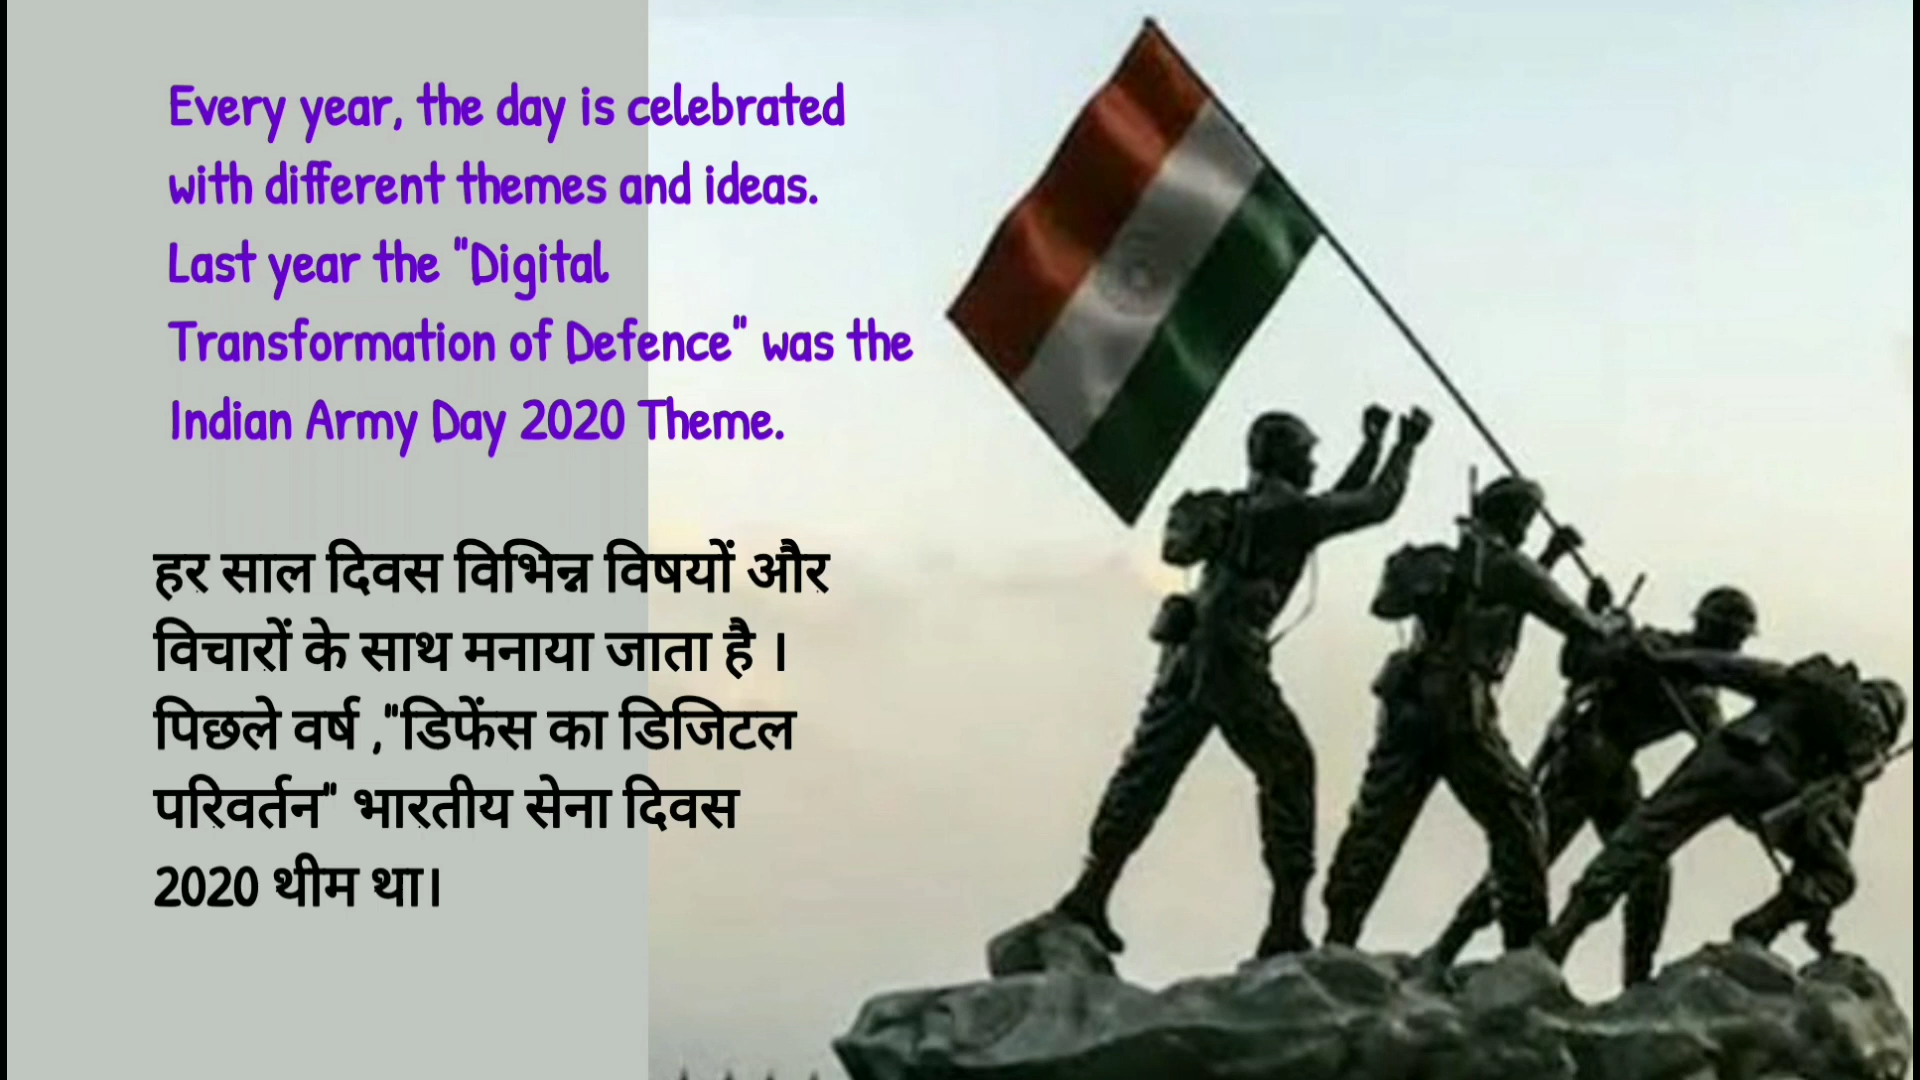 Every year, the day is celebrated
with different themes and ideas.
Last year the "Digital
Transformation of Defence" was the
Indian Army Day 2020 Theme.
हर साल दिवस विभिन्न विषयों और
विचारों के साथ मनाया जाता है ।
पिछले वर्ष ,"डिफेंस का डिजिटल
परिवर्तन" भारतीय सेना दिवस
2020 थीम था।